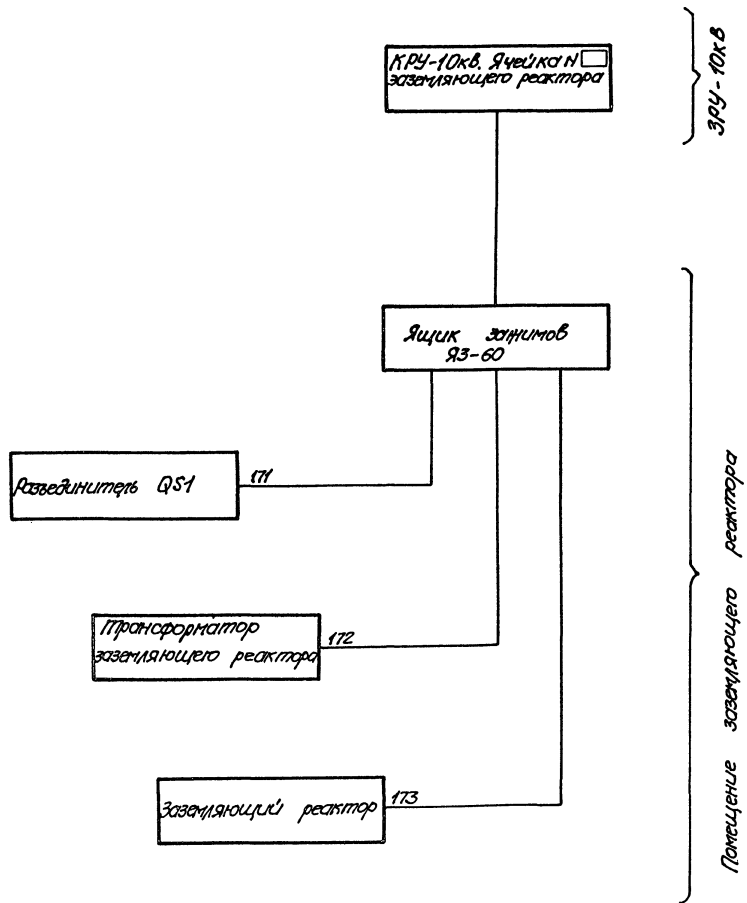 КРУ-10кв. Ячейка N
заземляющего реактора
ЗРУ-10кв
Ящик зажимов
ЯЗ-60
Разъединитель QS1
171
Трансформатор
заземляющего реактора
172
Заземляющий реактор
173
Помещение заземляющего реактора